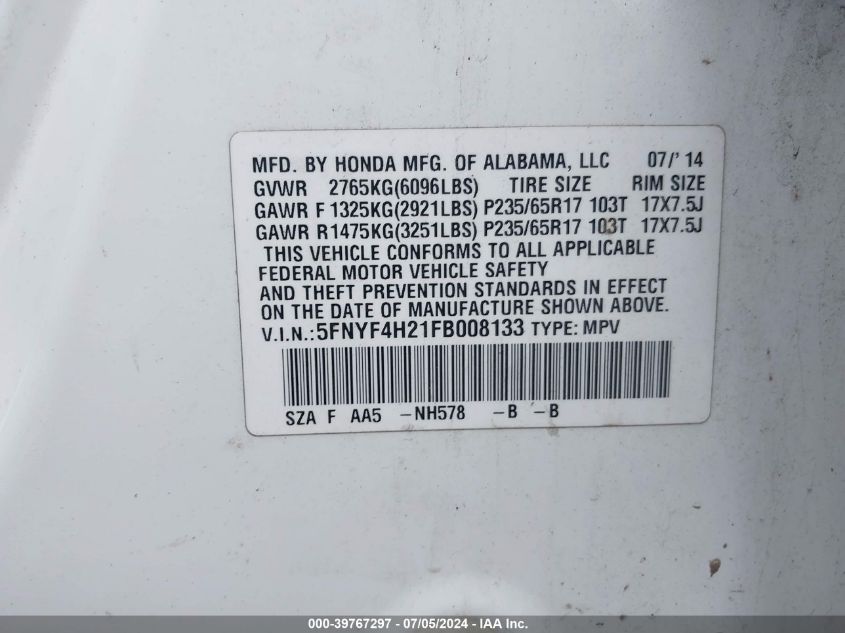 MFD. BY HONDA MFG. OF ALABAMA, LLC 07/' 14
GVWR 2765KG(6096LBS) TIRE SIZE RIM SIZE
GAWR F 1325KG(2921LBS) P235/65R17 103T 17X7.5J
GAWR R1475KG(3251LBS) P235/65R17 103T 17X7.5J
THIS VEHICLE CONFORMS TO ALL APPLICABLE
FEDERAL MOTOR VEHICLE SAFETY
AND THEFT PREVENTION STANDARDS IN EFFECT
ON THE DATE OF MANUFACTURE SHOWN ABOVE.
V.I.N.: 5FNYF4H21FB008133 TYPE: MPV
SZA F AA5 -NH578 -B -B
000-39767297 - 07/05/2024 - IAA Inc.